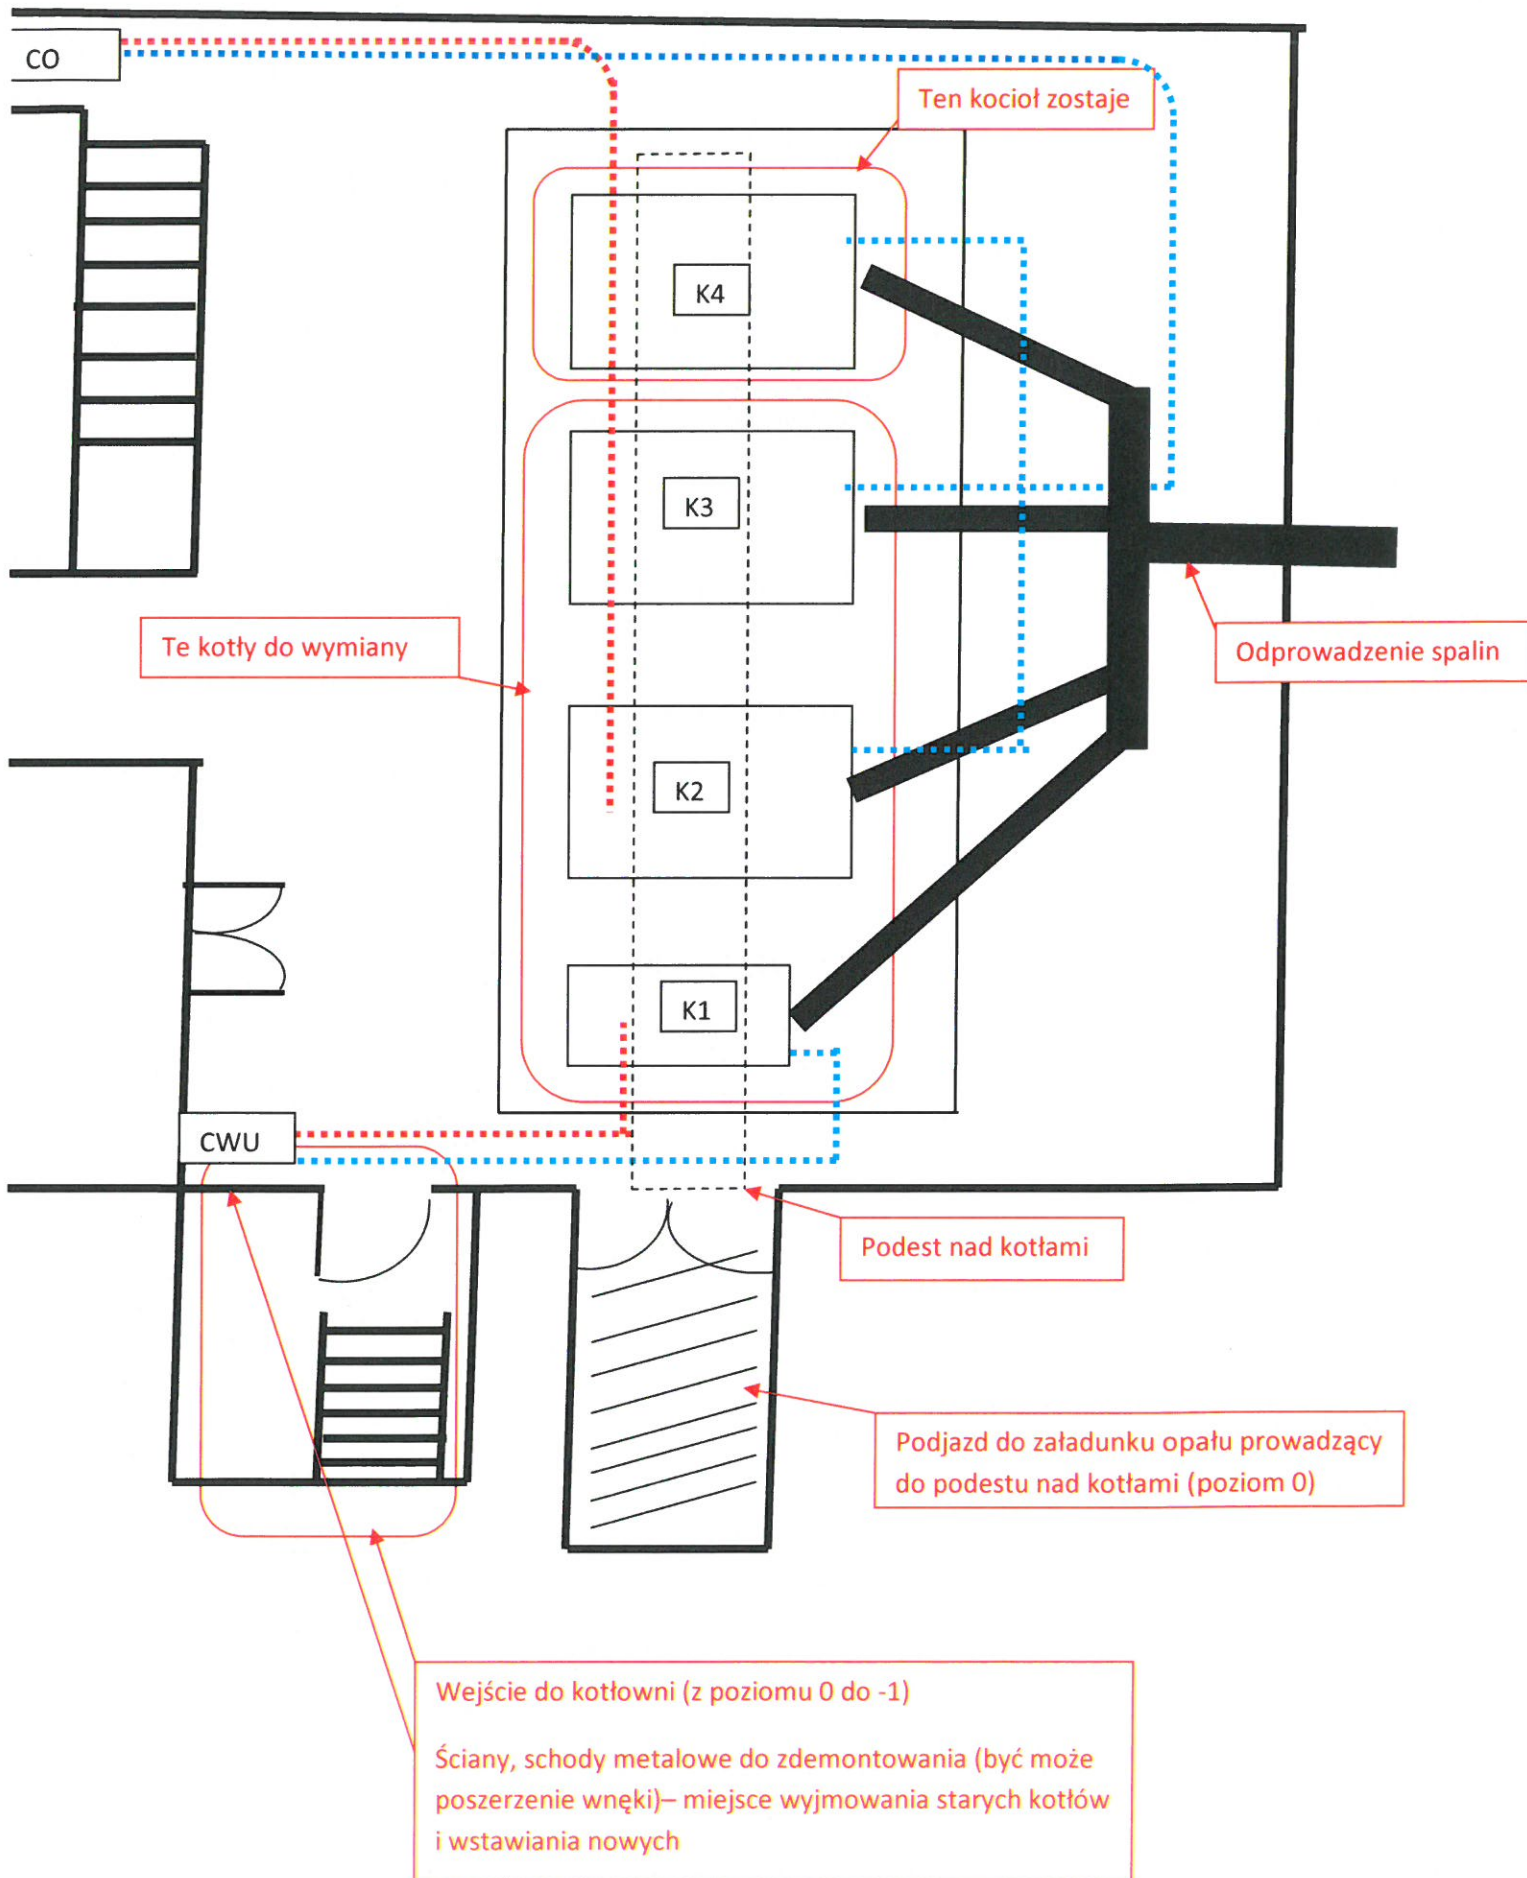 CO
Ten kocioł zostaje
K4
K3
Te kotły do wymiany
Odprowadzenie spalin
K2
K1
CWU
Podest nad kotłami
Podjazd do załadunku opału prowadzący
do podestu nad kotłami (poziom 0)
Wejście do kotłowni (z poziomu 0 do -1)
Ściany, schody metalowe do zdemontowania (być może
poszerzenie wnęki)– miejsce wyjmowania starych kotłów
i wstawiania nowych